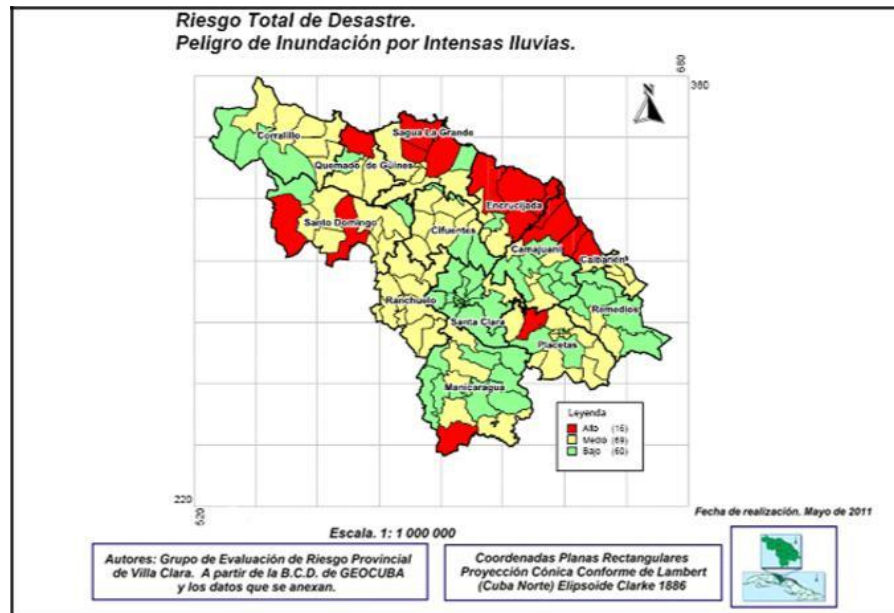 Riesgo Total de Desastre.
Peligro de Inundación por Intensas lluvias.
680
360
N
Corralillo
Sagua La Grande
Quemado de Güines
Encrucijada
Santo Domingo
Cifuentes
Camajuaní
Caibarién
Ranchuelo
Remedios
Santa Clara
Placetas
Manicaragua
Leyenda
Alto (16)
Medio (69)
Bajo (60)
220
520
Fecha de realización. Mayo de 2011
Escala. 1: 1 000 000
Autores: Grupo de Evaluación de Riesgo Provincial
de Villa Clara. A partir de la B.C.D. de GEOCUBA
y los datos que se anexan.
Coordenadas Planas Rectangulares
Proyección Cónica Conforme de Lambert
(Cuba Norte) Elipsoide Clarke 1886